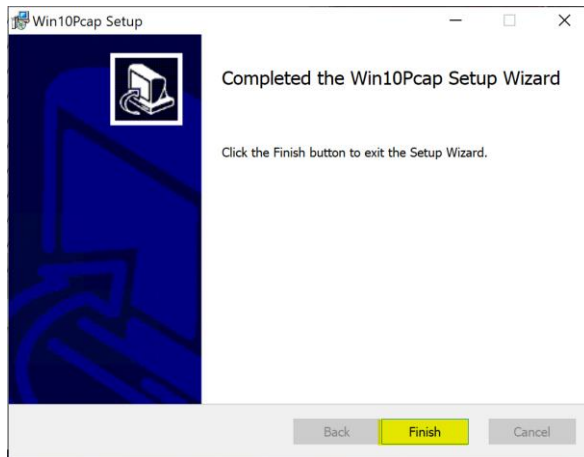 Win10Pcap Setup
Completed the Win10Pcap Setup Wizard
Click the Finish button to exit the Setup Wizard.
Back
Finish
Cancel